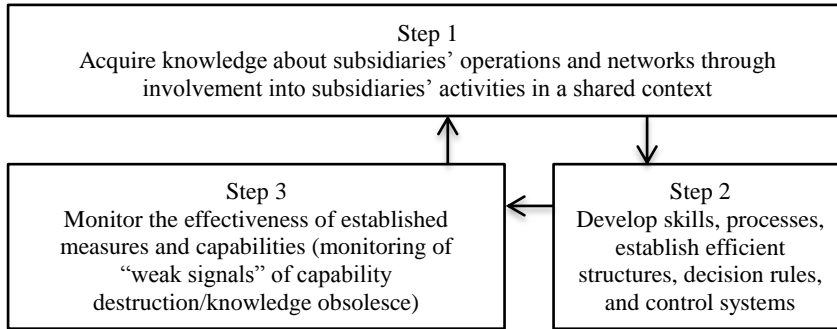 Step 1
Acquire knowledge about subsidiaries’ operations and networks through
involvement into subsidiaries’ activities in a shared context
Step 3
Monitor the effectiveness of established
measures and capabilities (monitoring of
“weak signals” of capability
destruction/knowledge obsolesce)
Step 2
Develop skills, processes,
establish efficient
structures, decision rules,
and control systems